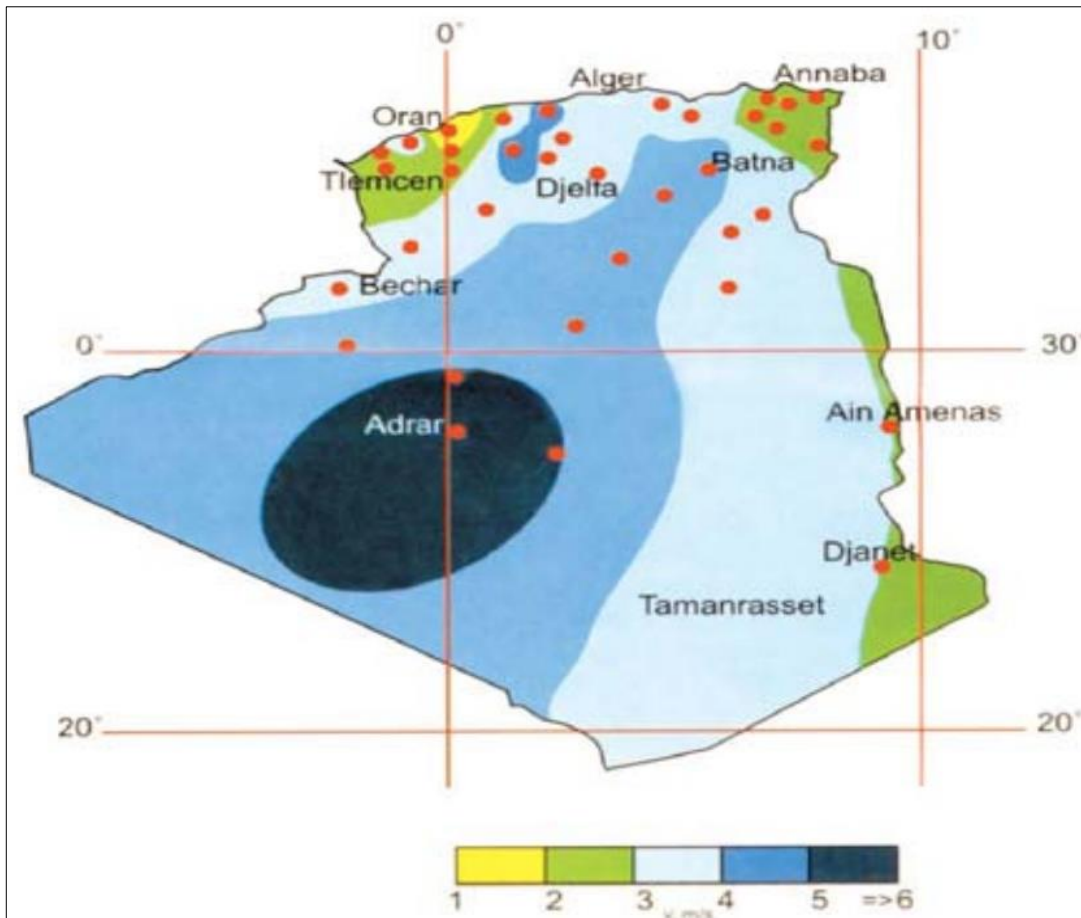 0° 10°
Alger Annaba
Oran
Batna
Tlemcen Djelfa
Bechar
0° 30°
Adrar Ain Amenas
Djanet
Tamanrasset
20° 20°
1 2 3 4 5 =>6
v. m/s